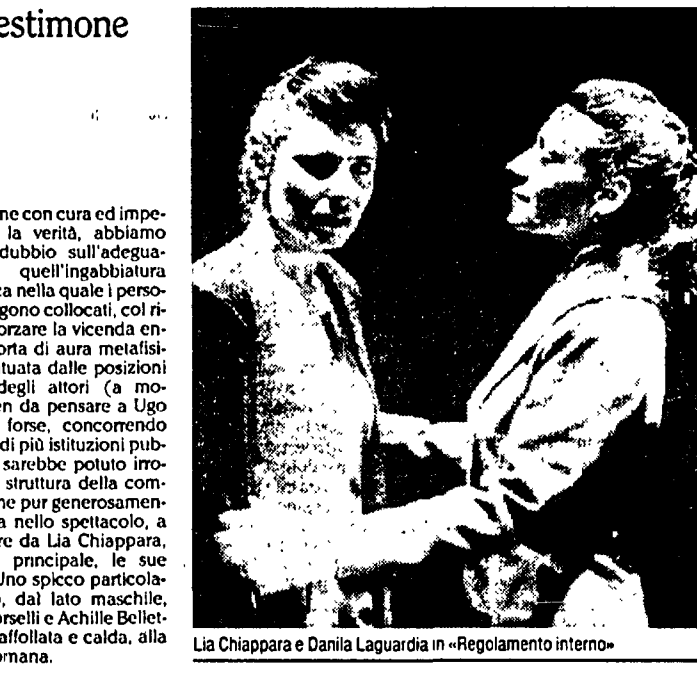 estimone
ne con cura ed impe-
la verità, abbiamo
dubbio sull'adegua-
quell'ingabbiatura
ca nella quale i perso-
gono collocati, col ri-
orzare la vicenda en-
orta di aura metafisi-
tuata dalle posizioni
degli attori (a mo-
en da pensare a Ugo
forse, concorrendo
di più istituzioni pub-
sarebbe potuto irro-
struttura della com-
ne pur generosamen-
a nello spettacolo, a
re da Lia Chiappara,
principale, le sue
Uno spicco particola-
o, dal lato maschile,
orselli e Achille Bellet-
affollata e calda, alla
omana.
Lia Chiappara e Danila Laguardia in «Regolamento interno»